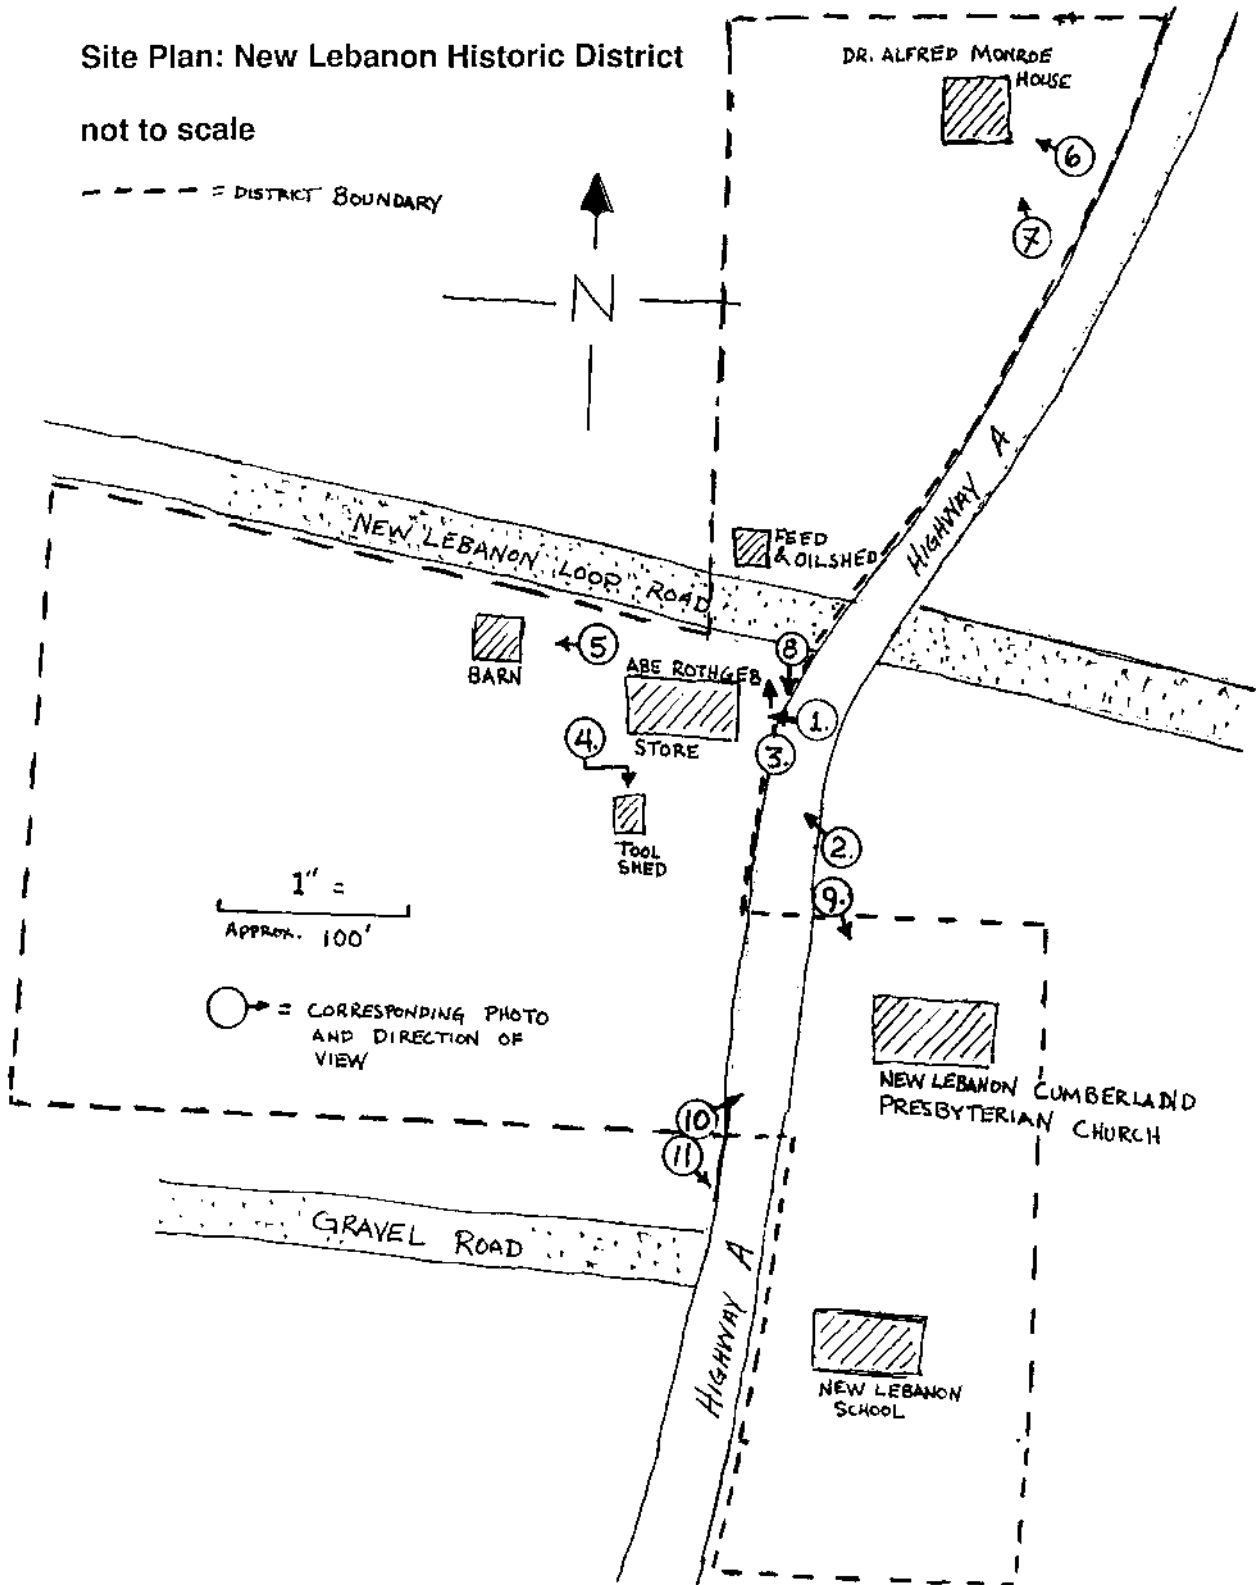 Site Plan: New Lebanon Historic District
not to scale
= DISTRICT BOUNDARY
DR. ALFRED MONROE
HOUSE
6
7
N
HIGHWAY A
NEW LEBANON LOOP ROAD
FEED
& OILSHED
BARN
5
8
ABE ROTHGEB
STORE
1.
3.
4.
TOOL
SHED
2.
9.
1" =
APPROX. 100'
= CORRESPONDING PHOTO
AND DIRECTION OF
VIEW
NEW LEBANON CUMBERLADID
PRESBYTERIAN CHURCH
10
11
GRAVEL ROAD
HIGHWAY A
NEW LEBANON
SCHOOL